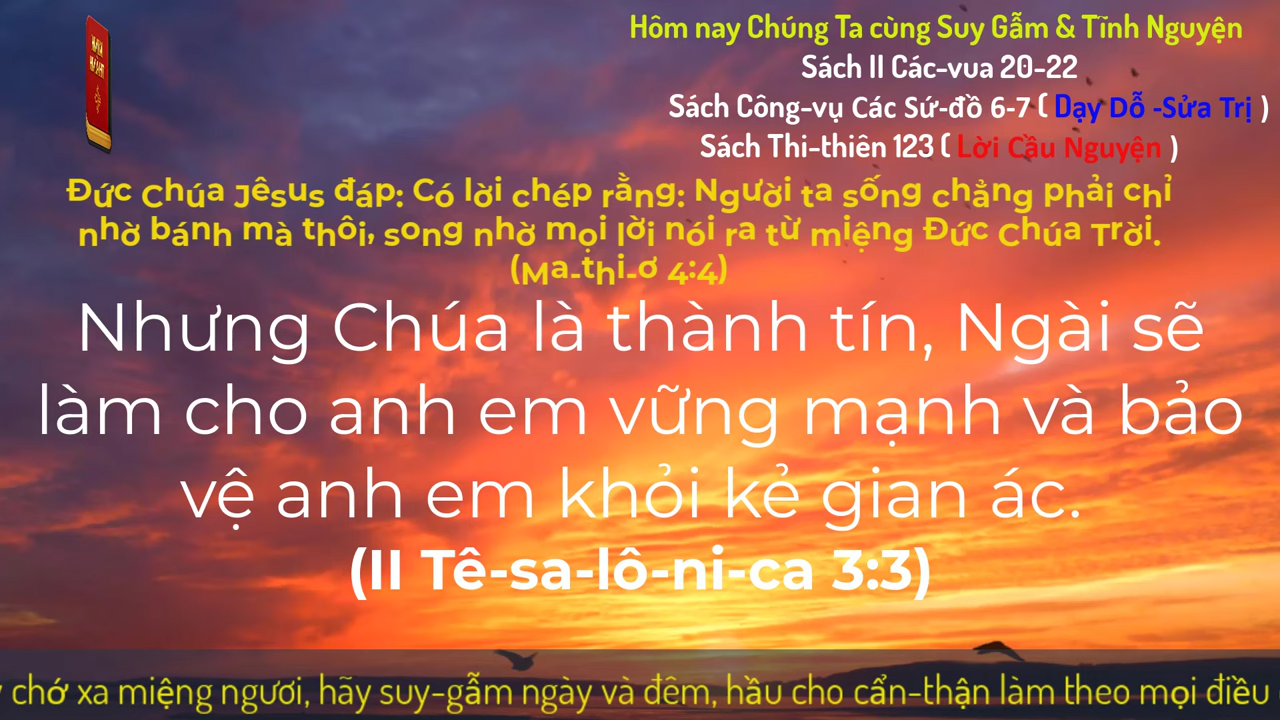 Hôm nay Chúng Ta cùng Suy Gẫm & Tĩnh Nguyện
Sách II Các-vua 20-22
Sách Công-vụ Các Sứ-đồ 6-7 ( Dạy Dỗ -Sửa Trị )
Sách Thi-thiên 123 ( Lời Cầu Nguyện )
Đức Chúa Jêsus đáp: Có lời chép rằng: Người ta sống chẳng phải chỉ
nhờ bánh mà thôi, song nhờ mọi lời nói ra từ miệng Đức Chúa Trời.
(Ma-thi-ơ 4:4)
Nhưng Chúa là thành tín, Ngài sẽ
làm cho anh em vững mạnh và bảo
vệ anh em khỏi kẻ gian ác.
(II Tê-sa-lô-ni-ca 3:3)
chớ xa miệng ngươi, hãy suy-gẫm ngày và đêm, hầu cho cẩn-thận làm theo mọi điều